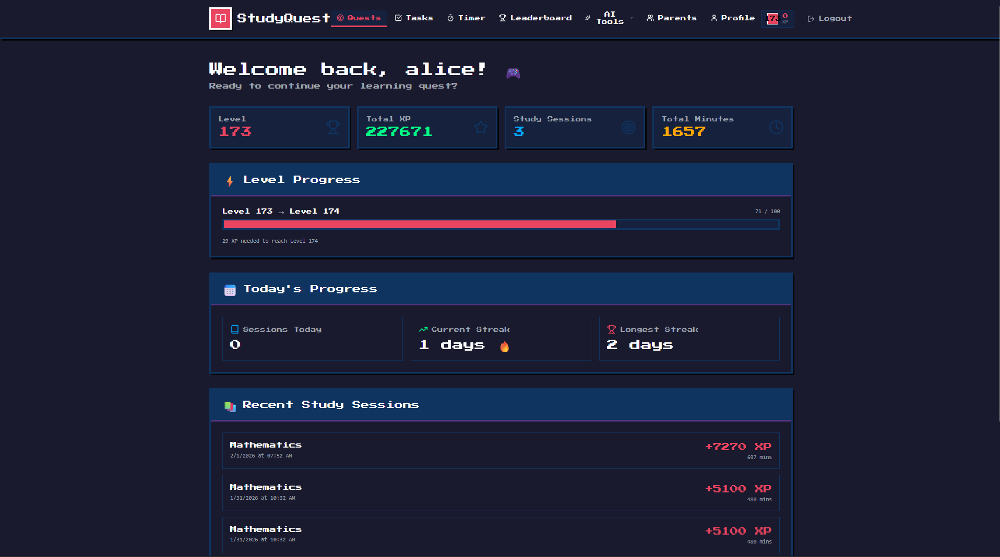 StudyQuest
Quests
Tasks
Timer
Leaderboard
AI
Tools
Parents
Profile
173
0
XP
Logout
Welcome back, alice!
Ready to continue your learning quest?
Level
173
Total XP
227671
Study Sessions
3
Total Minutes
1657
Level Progress
Level 173 → Level 174
71 / 100
29 XP needed to reach Level 174
Today's Progress
Sessions Today
0
Current Streak
1 days
Longest Streak
2 days
Recent Study Sessions
Mathematics
+7270 XP
2/1/2026 at 07:52 AM
697 mins
Mathematics
+5100 XP
1/31/2026 at 10:32 AM
480 mins
Mathematics
+5100 XP
1/31/2026 at 10:32 AM
480 mins